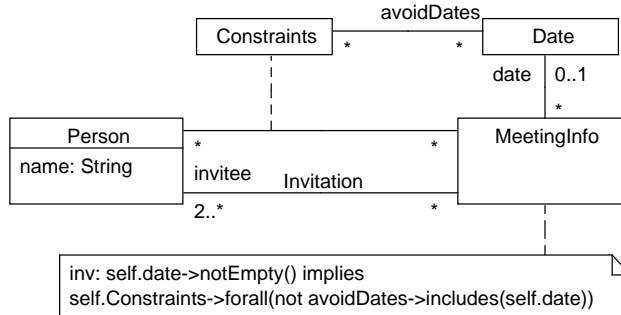 avoidDates
Constraints
Date
*
*
date
0..1
*
Person
MeetingInfo
*
*
name: String
invitee
Invitation
2..*
*
inv: self.date->notEmpty() implies
self.Constraints->forall(not avoidDates->includes(self.date))